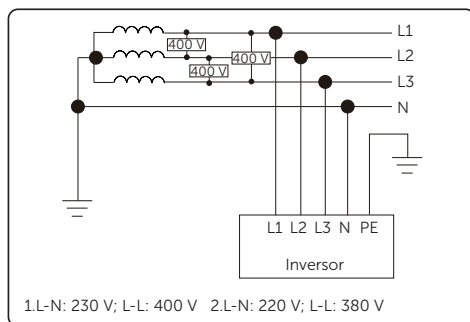 L1
400 V
L2
400 V
400 V
L3
N
L1 L2 L3 N PE
Inversor
1.L-N: 230 V; L-L: 400 V 2.L-N: 220 V; L-L: 380 V